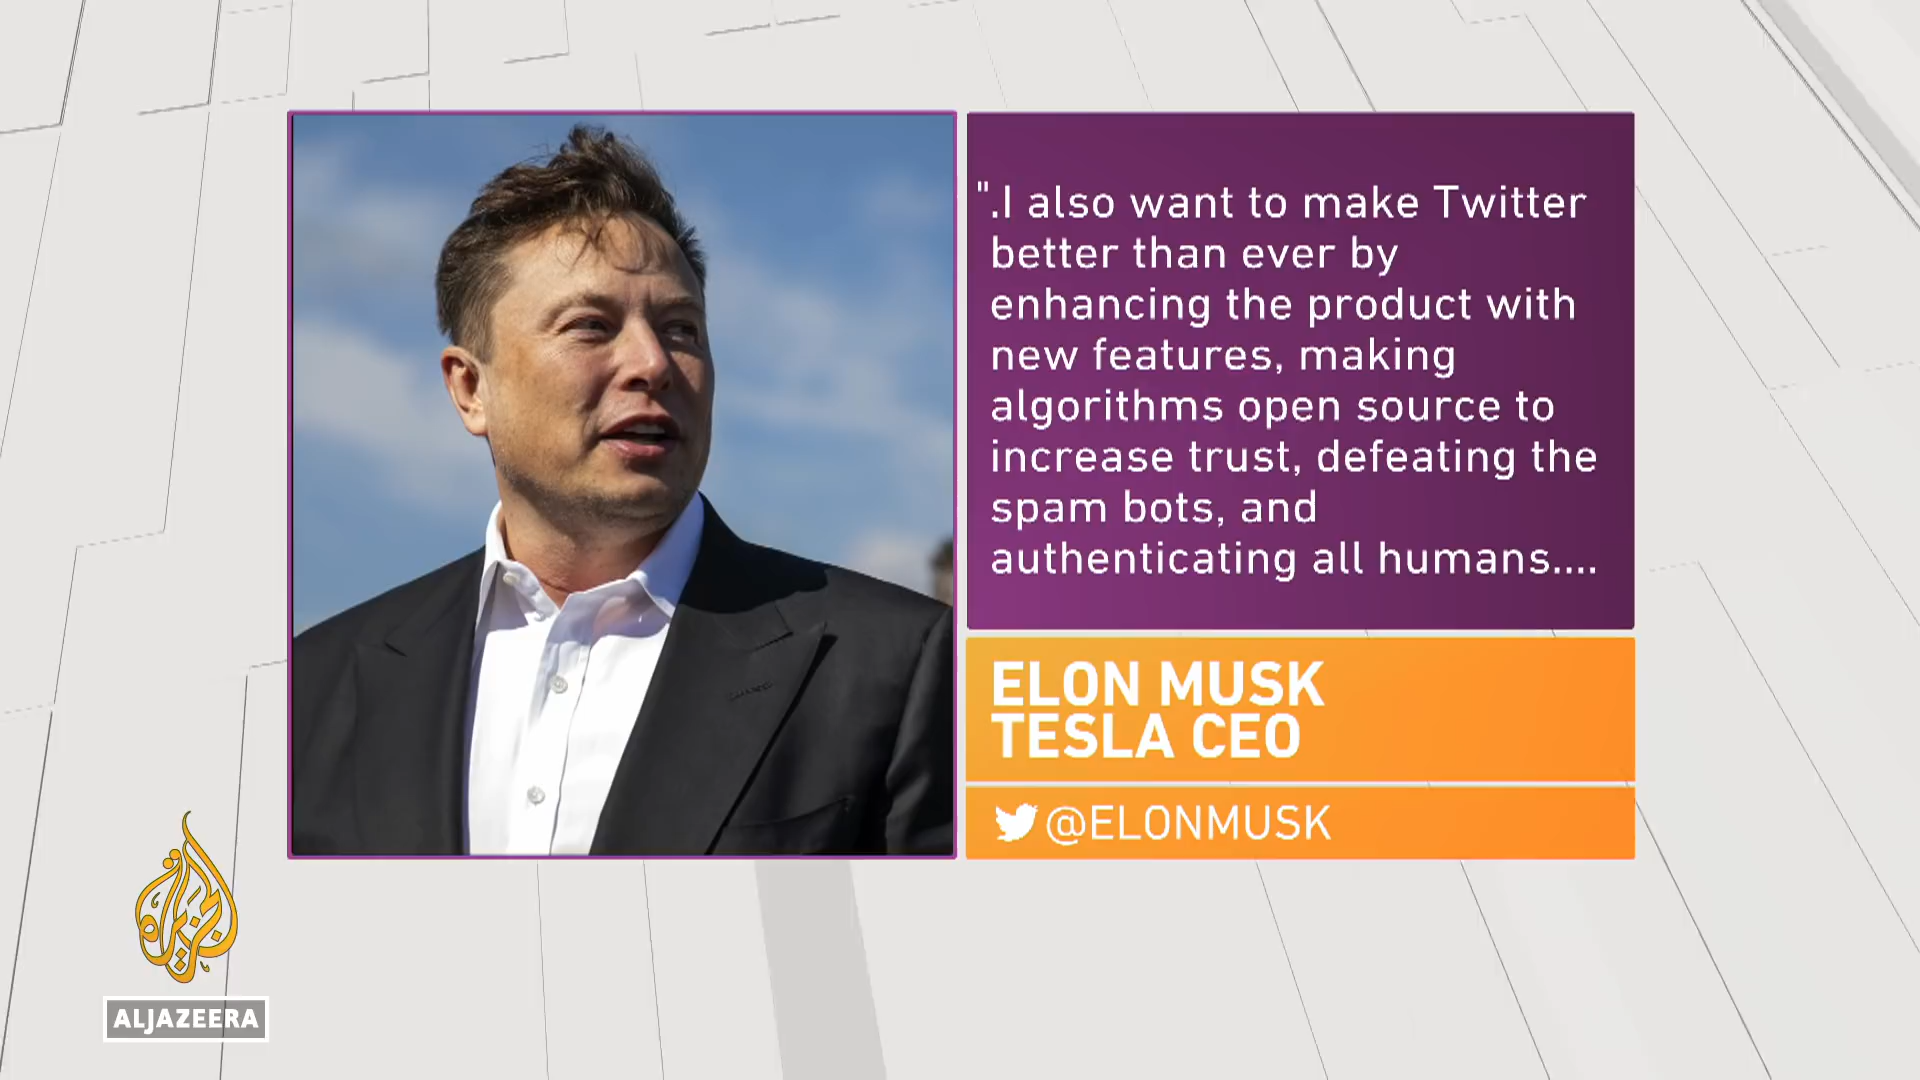 ".I also want to make Twitter
better than ever by
enhancing the product with
new features, making
algorithms open source to
increase trust, defeating the
spam bots, and
authenticating all humans....
ELON MUSK
TESLA CEO
@ELONMUSK
الجزيرة
ALJAZEERA